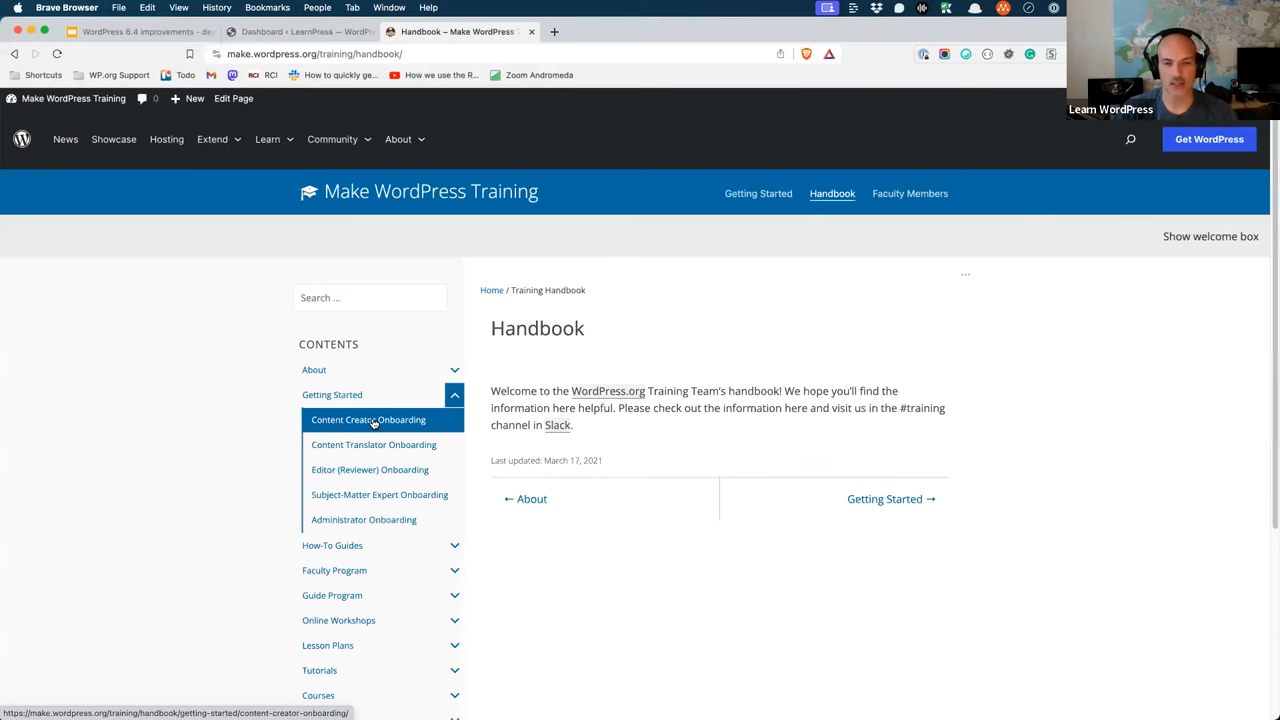 Brave File Edit View History Bookmarks People Tab Window Help
WordPress 6.4 improvements - de
Dashboard ‹ LearnPress — WordP
Handbook – Make WordPress T
make.wordpress.org/training/handbook/
Shortcuts
WP.org Support
Todo
RCI RCI
How to quickly ge...
How we use the R...
Zoom Andromeda
Make WordPress Training
0
New
Edit Page
Learn WordPress
News Showcase Hosting Extend Learn Community About
Get WordPress
Make WordPress Training
Getting Started Handbook Faculty Members
Show welcome box
Search ...
CONTENTS
About
Getting Started
Content Creator Onboarding
Content Translator Onboarding
Editor (Reviewer) Onboarding
Subject-Matter Expert Onboarding
Administrator Onboarding
How-To Guides
Faculty Program
Guide Program
Online Workshops
Lesson Plans
Tutorials
Courses
Home / Training Handbook
Handbook
Welcome to the WordPress.org Training Team's handbook! We hope you'll find the
information here helpful. Please check out the information here and visit us in the #training
channel in Slack.
Last updated: March 17, 2021
← About
Getting Started →
https://make.wordpress.org/training/handbook/getting-started/content-creator-onboarding/